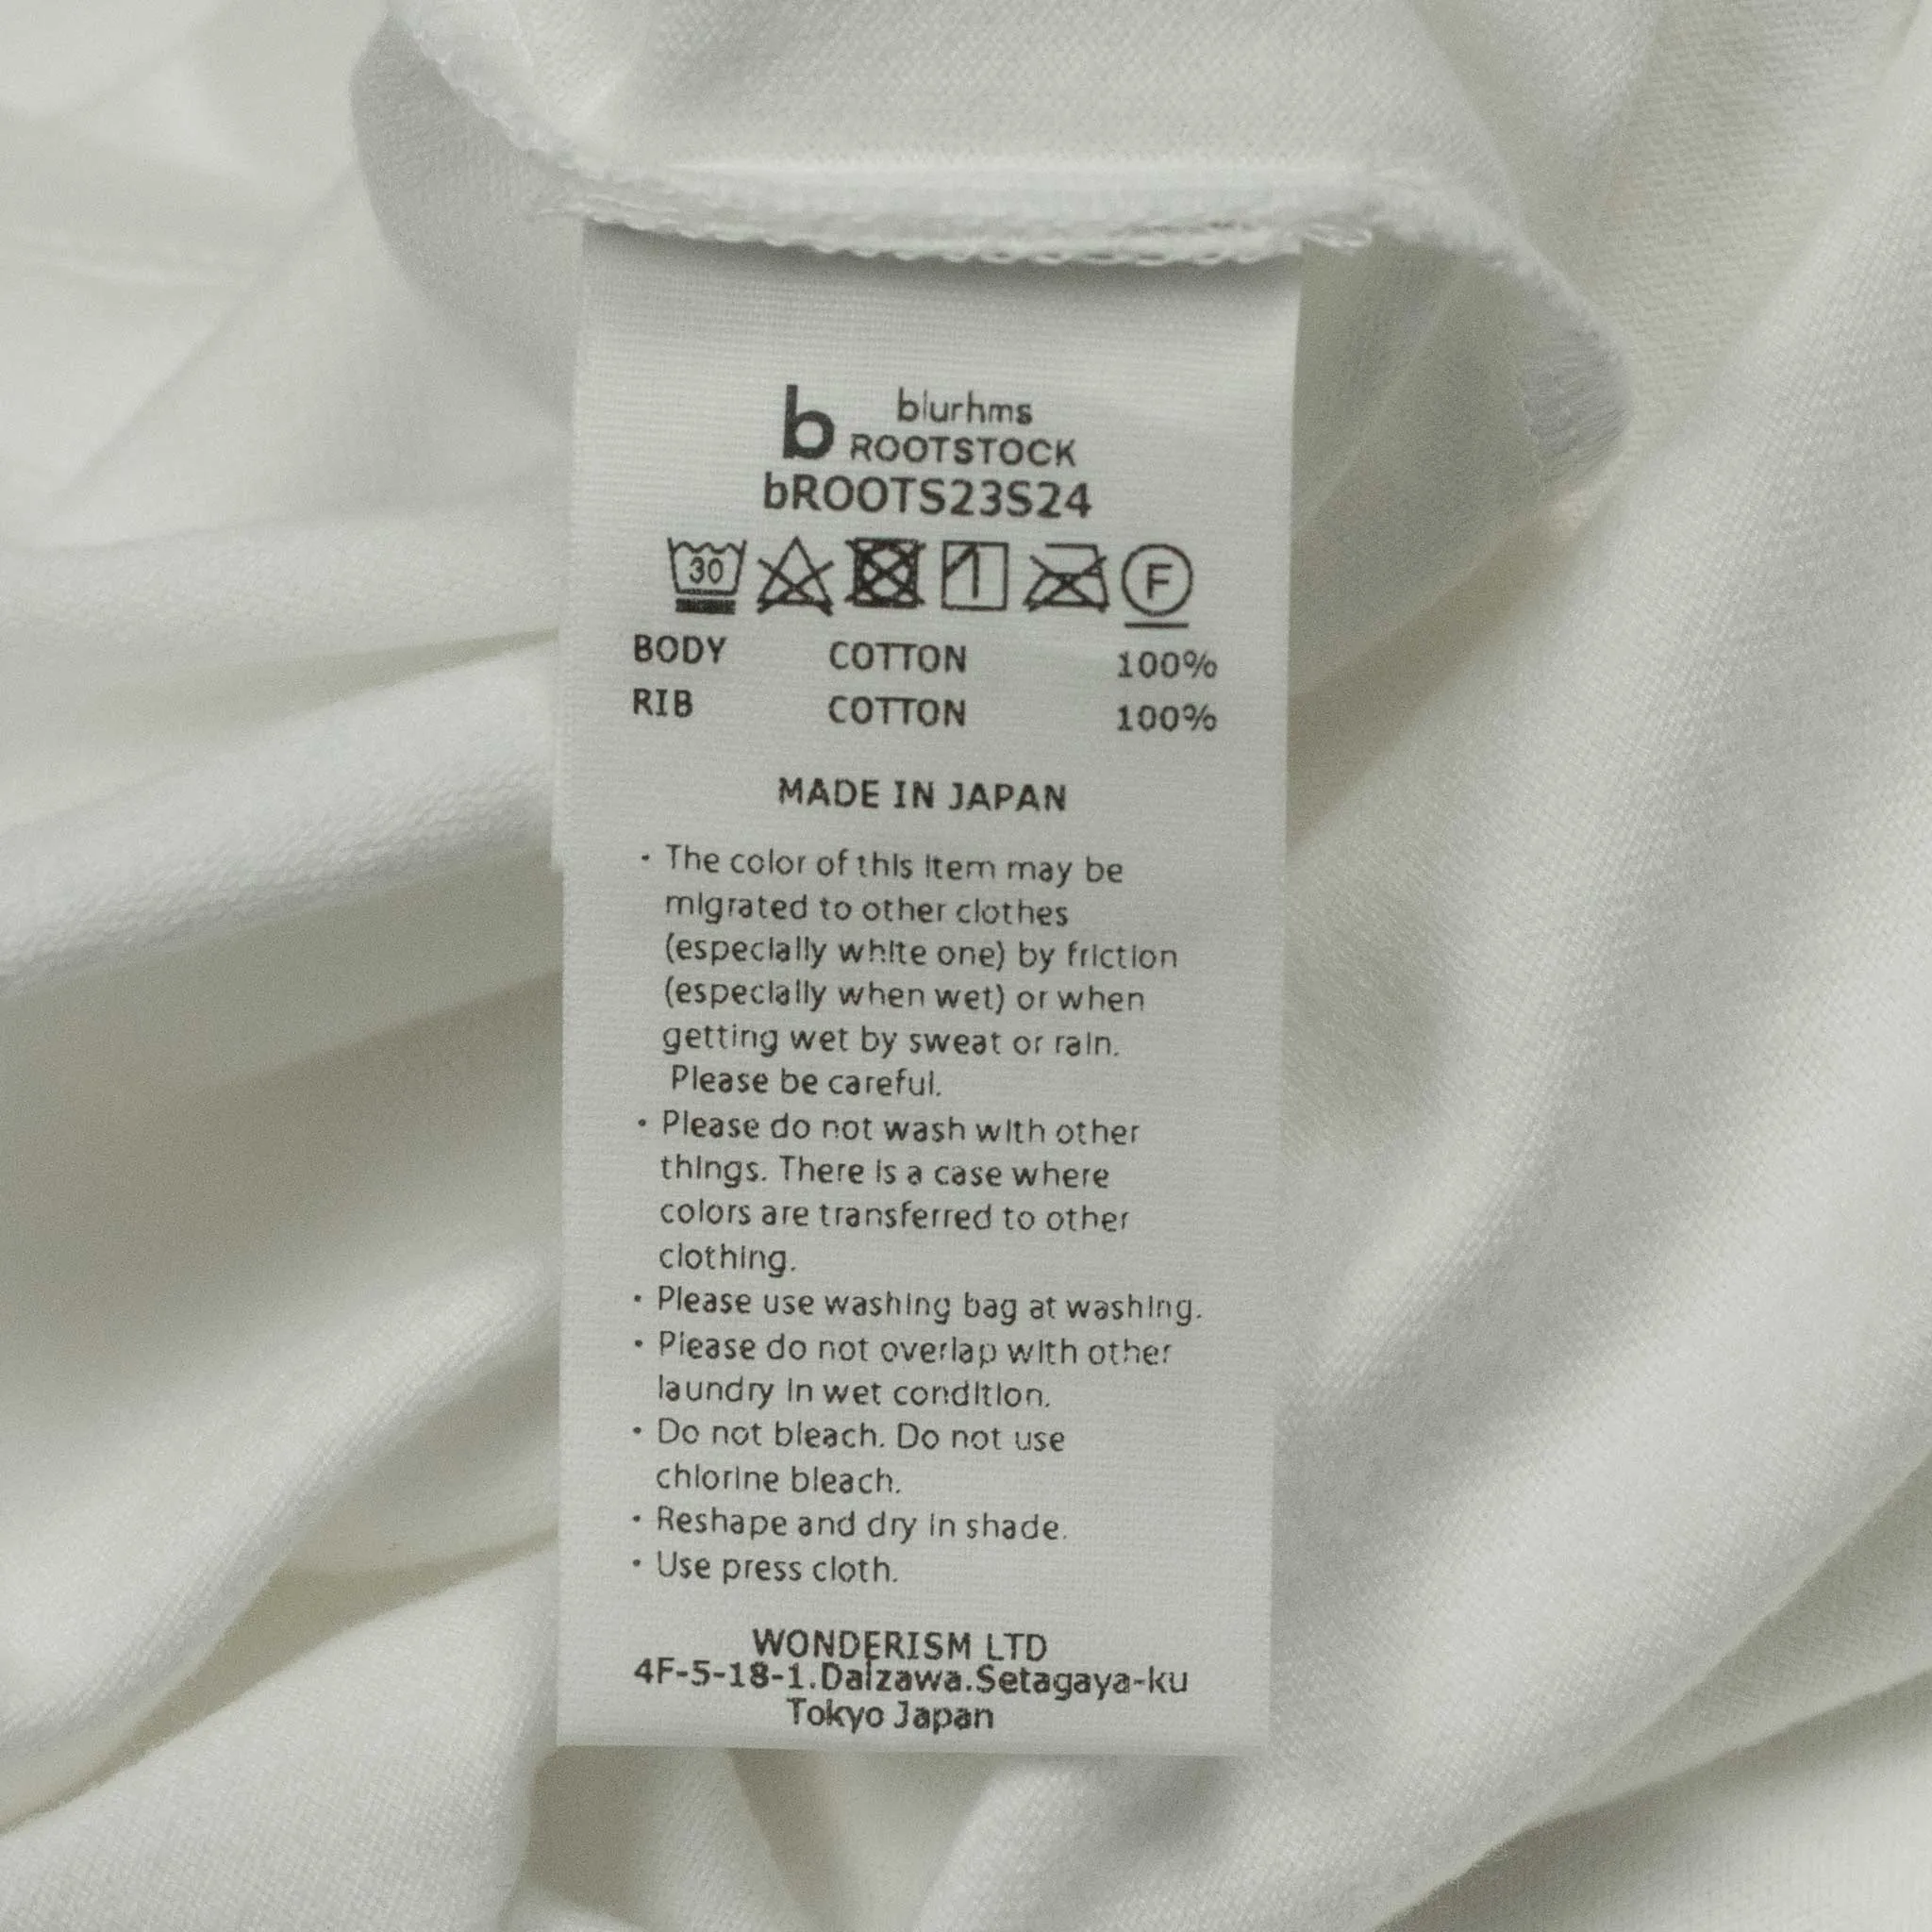 b blurhms
ROOTSTOCK
bROOTS23S24
30 F
BODY COTTON 100%
RIB COTTON 100%
MADE IN JAPAN
・The color of this item may be
migrated to other clothes
(especially white one) by friction
(especially when wet) or when
getting wet by sweat or rain.
Please be careful.
・Please do not wash with other
things. There is a case where
colors are transferred to other
clothing.
・Please use washing bag at washing.
・Please do not overlap with other
laundry in wet condition.
・Do not bleach. Do not use
chlorine bleach.
・Reshape and dry in shade.
・Use press cloth.
WONDERISM LTD
4F-5-18-1.Daizawa.Setagaya-ku
Tokyo Japan